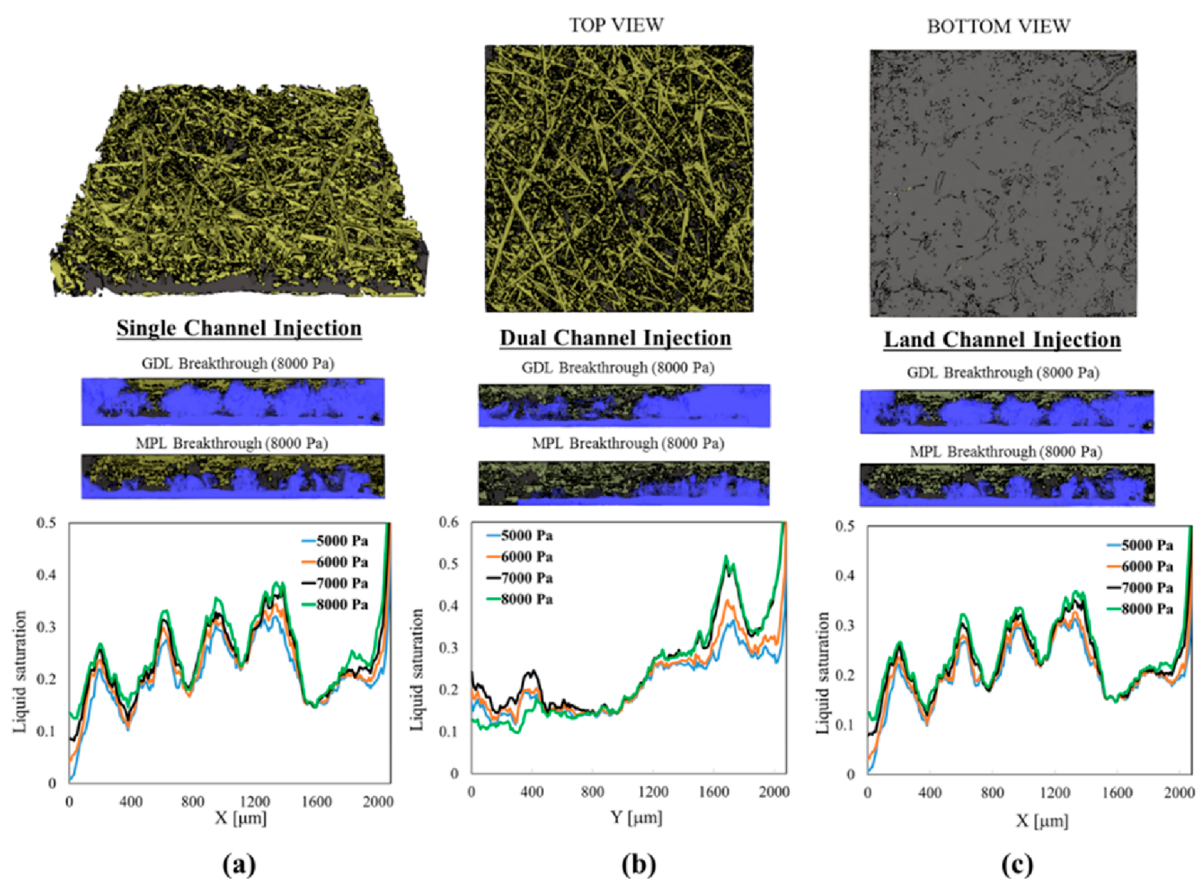 TOP VIEW
BOTTOM VIEW
Single Channel Injection
GDL Breakthrough (8000 Pa)
MPL Breakthrough (8000 Pa)
0.5
0.4
0.3
0.2
0.1
0
Liquid saturation
5000 Pa
6000 Pa
7000 Pa
8000 Pa
0 400 800 1200 1600 2000
X [µm]
(a)
Dual Channel Injection
GDL Breakthrough (8000 Pa)
MPL Breakthrough (8000 Pa)
0.6
0.5
0.4
0.3
0.2
0.1
0
Liquid saturation
5000 Pa
6000 Pa
7000 Pa
8000 Pa
0 400 800 1200 1600 2000
Y [µm]
(b)
Land Channel Injection
GDL Breakthrough (8000 Pa)
MPL Breakthrough (8000 Pa)
0.5
0.4
0.3
0.2
0.1
0
Liquid saturation
5000 Pa
6000 Pa
7000 Pa
8000 Pa
0 400 800 1200 1600 2000
X [µm]
(c)